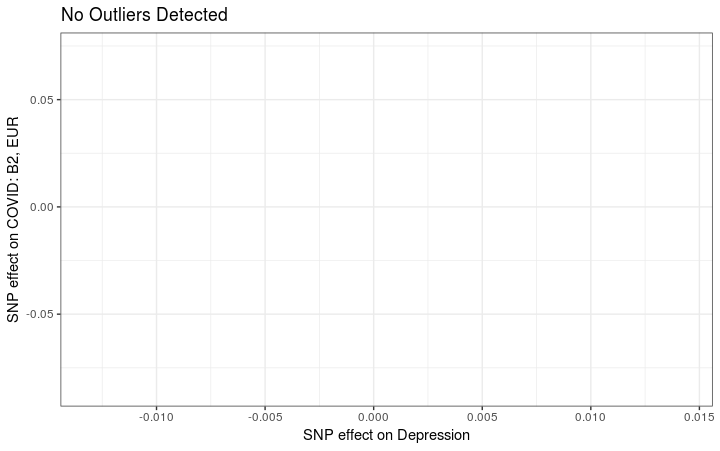 No Outliers Detected
SNP effect on COVID: B2, EUR
0.05
0.00
-0.05
-0.010 -0.005 0.000 0.005 0.010 0.015
SNP effect on Depression